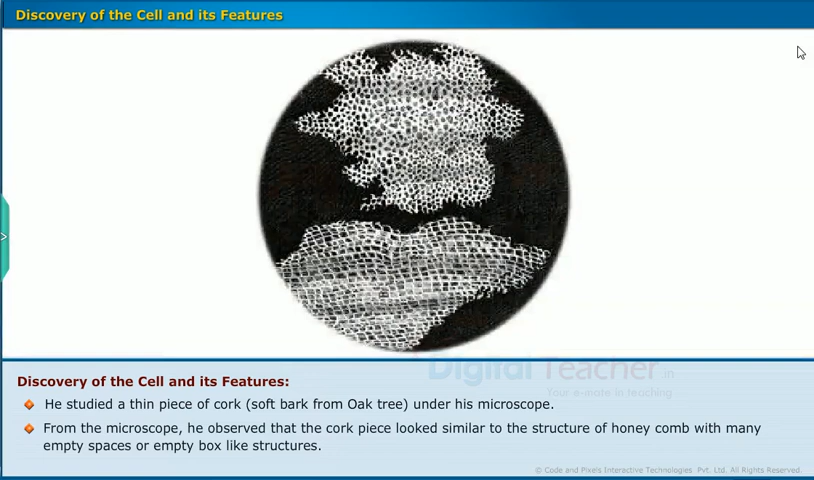 Discovery of the Cell and its Features
Digital Teacher.in
Your e-mate in teaching
Discovery of the Cell and its Features:
He studied a thin piece of cork (soft bark from Oak tree) under his microscope.
From the microscope, he observed that the cork piece looked similar to the structure of honey comb with many
empty spaces or empty box like structures.
© Code and Pixels Interactive Technologies Pvt. Ltd. All Rights Reserved.